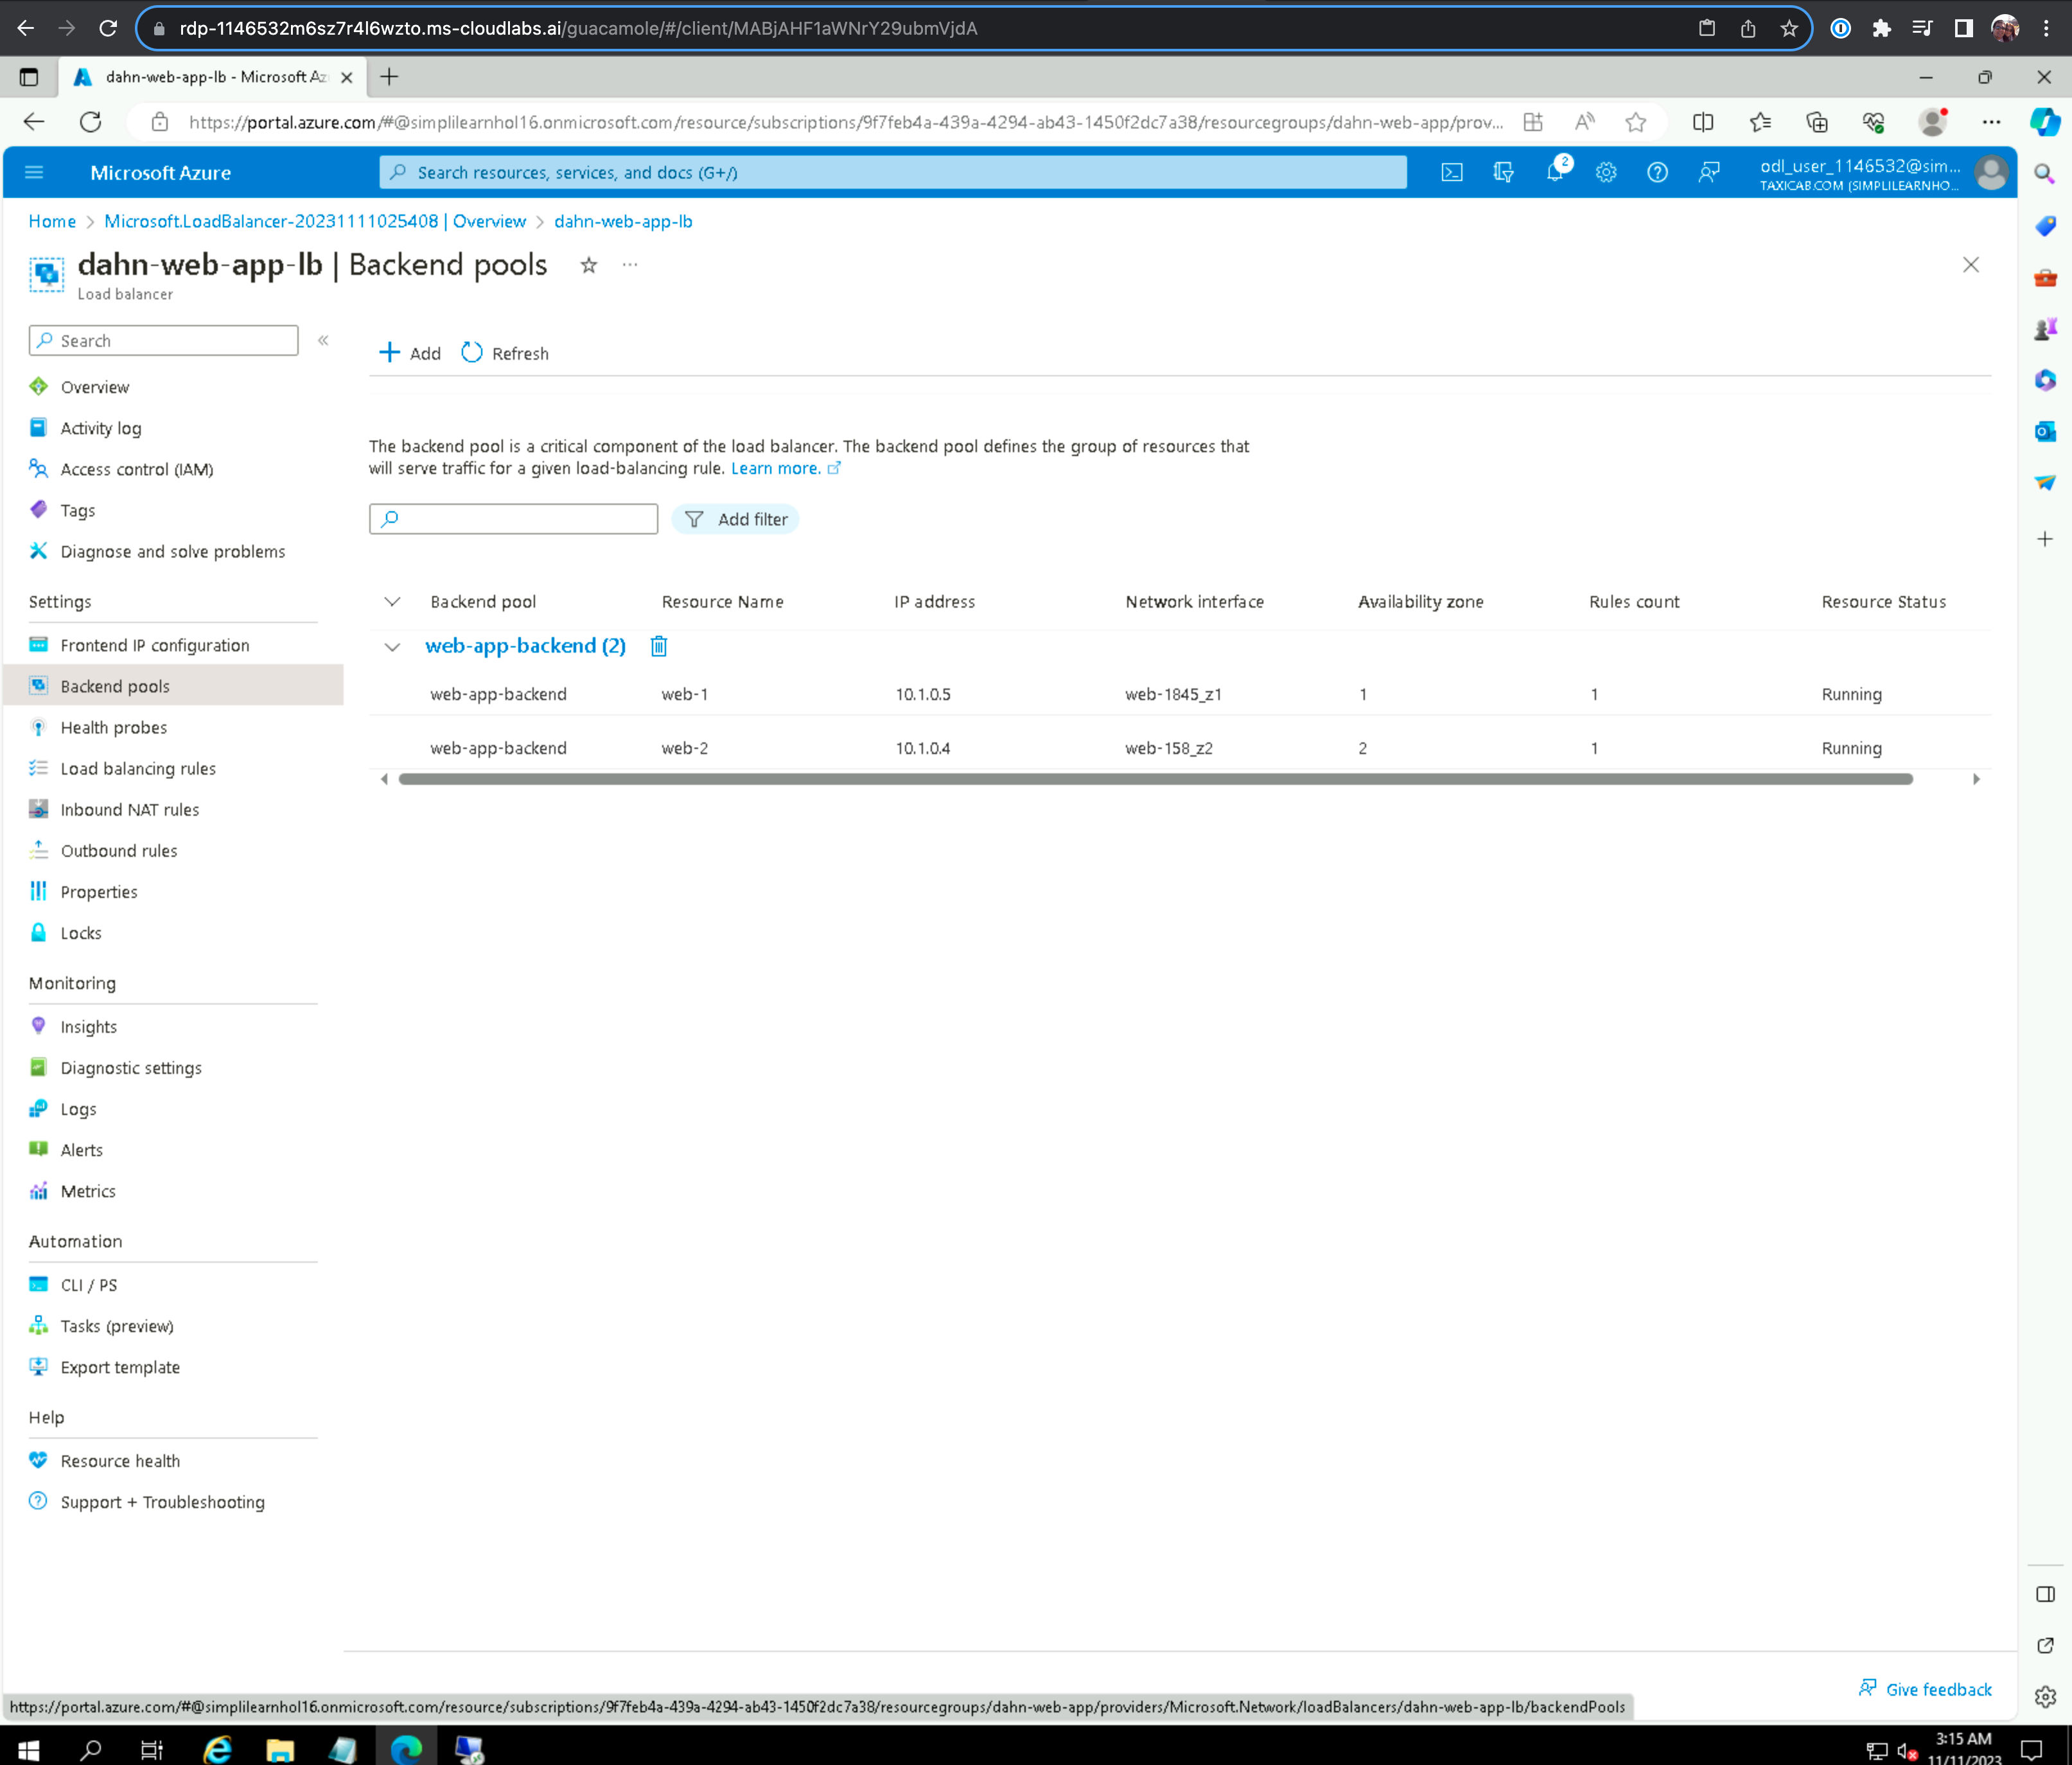 rdp-1146532m6sz7r4l6wzto.ms-cloudlabs.ai/guacamole/#/client/MABjAHF1aWNrY29ubmVjdA
dahn-web-app-lb - Microsoft Az
https://portal.azure.com/#@simplilearnhol16.onmicrosoft.com/resource/subscriptions/9f7feb4a-439a-4294-ab43-1450f2dc7a38/resourcegroups/dahn-web-app/prov...
Microsoft Azure
Search resources, services, and docs (G+/)
2
odl_user_1146532@sim...
TAXICAB.COM (SIMPLILEARNHO...
Home > Microsoft.LoadBalancer-20231111025408 | Overview > dahn-web-app-lb
dahn-web-app-lb | Backend pools
Load balancer
Search
Overview
Activity log
Access control (IAM)
Tags
Diagnose and solve problems
Settings
Frontend IP configuration
Backend pools
Health probes
Load balancing rules
Inbound NAT rules
Outbound rules
Properties
Locks
Monitoring
Insights
Diagnostic settings
Logs
Alerts
Metrics
Automation
CLI / PS
Tasks (preview)
Export template
Help
Resource health
Support + Troubleshooting
Add Refresh
The backend pool is a critical component of the load balancer. The backend pool defines the group of resources that
will serve traffic for a given load-balancing rule. Learn more.
Add filter
Backend pool Resource Name IP address Network interface Availability zone Rules count Resource Status
web-app-backend (2)
web-app-backend web-1 10.1.0.5 web-1845_z1 1 1 Running
web-app-backend web-2 10.1.0.4 web-158_z2 2 1 Running
Give feedback
https://portal.azure.com/#@simplilearnhol16.onmicrosoft.com/resource/subscriptions/9f7feb4a-439a-4294-ab43-1450f2dc7a38/resourcegroups/dahn-web-app/providers/Microsoft.Network/loadBalancers/dahn-web-app-lb/backendPools
3:15 AM
11/11/2023